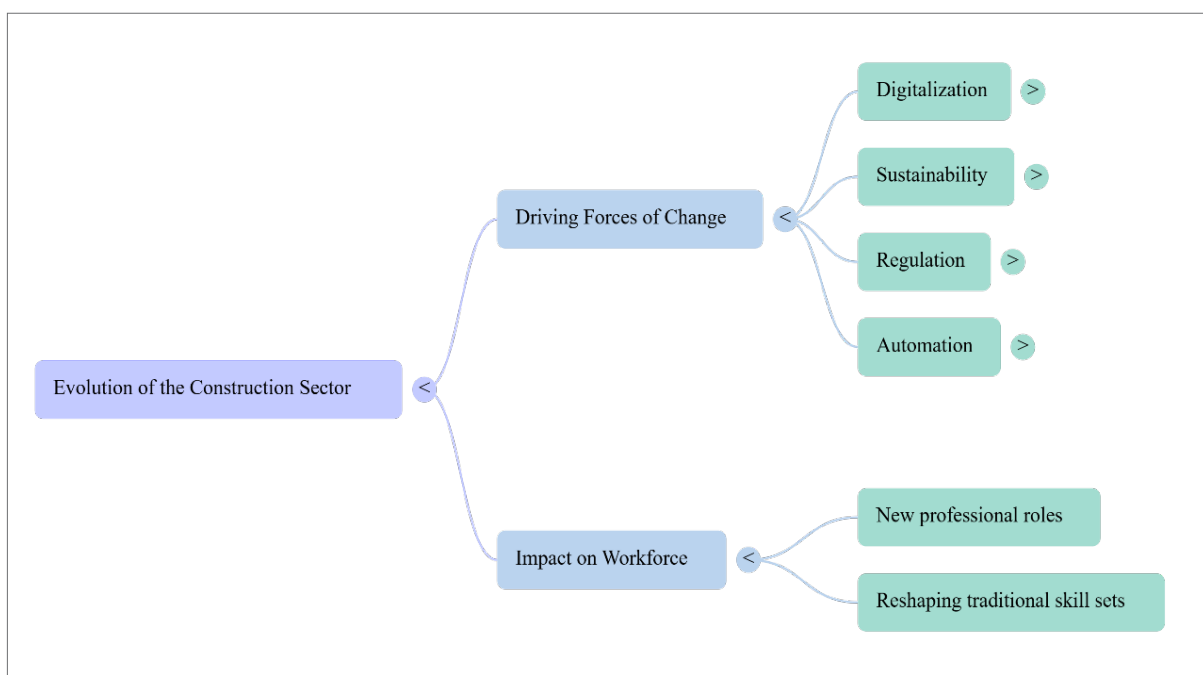 Evolution of the Construction Sector
<
Driving Forces of Change
<
Digitalization
>
Sustainability
>
Regulation
>
Automation
>
Impact on Workforce
<
New professional roles
Reshaping traditional skill sets